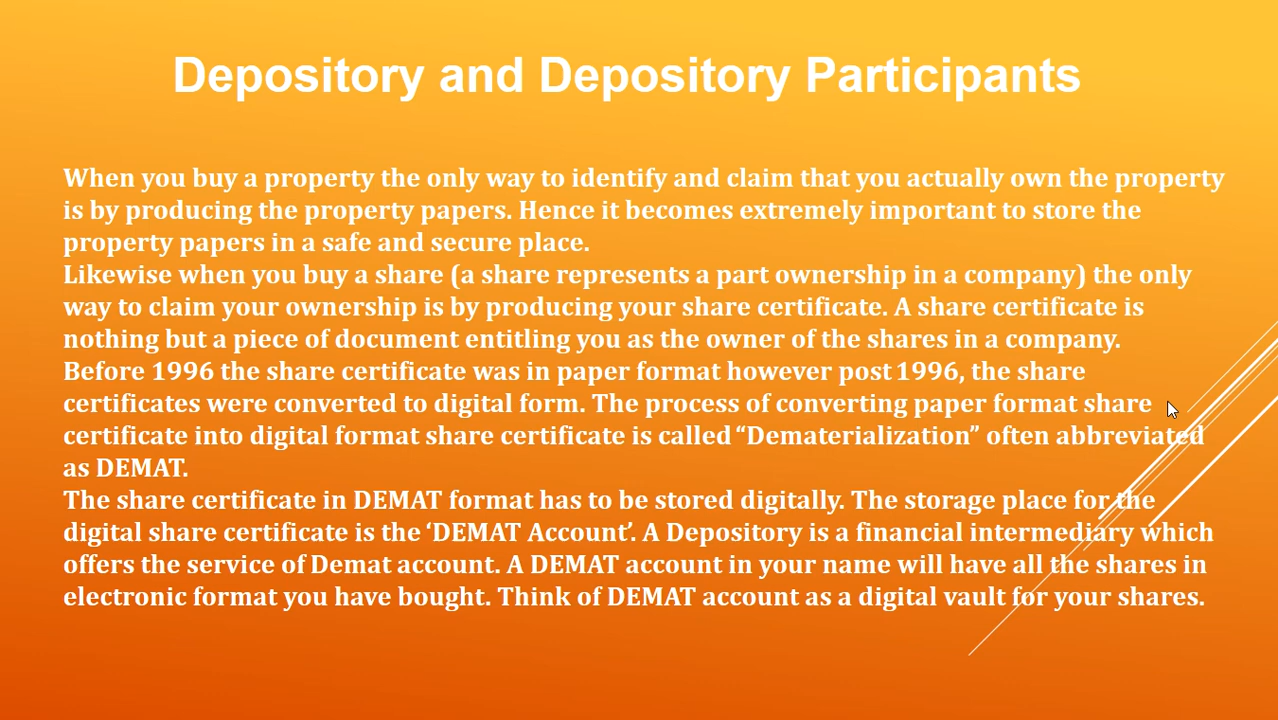 Depository and Depository Participants
When you buy a property the only way to identify and claim that you actually own the property
is by producing the property papers. Hence it becomes extremely important to store the
property papers in a safe and secure place.
Likewise when you buy a share (a share represents a part ownership in a company) the only
way to claim your ownership is by producing your share certificate. A share certificate is
nothing but a piece of document entitling you as the owner of the shares in a company.
Before 1996 the share certificate was in paper format however post 1996, the share
certificates were converted to digital form. The process of converting paper format share
certificate into digital format share certificate is called “Dematerialization” often abbreviated
as DEMAT.
The share certificate in DEMAT format has to be stored digitally. The storage place for the
digital share certificate is the ‘DEMAT Account’. A Depository is a financial intermediary which
offers the service of Demat account. A DEMAT account in your name will have all the shares in
electronic format you have bought. Think of DEMAT account as a digital vault for your shares.